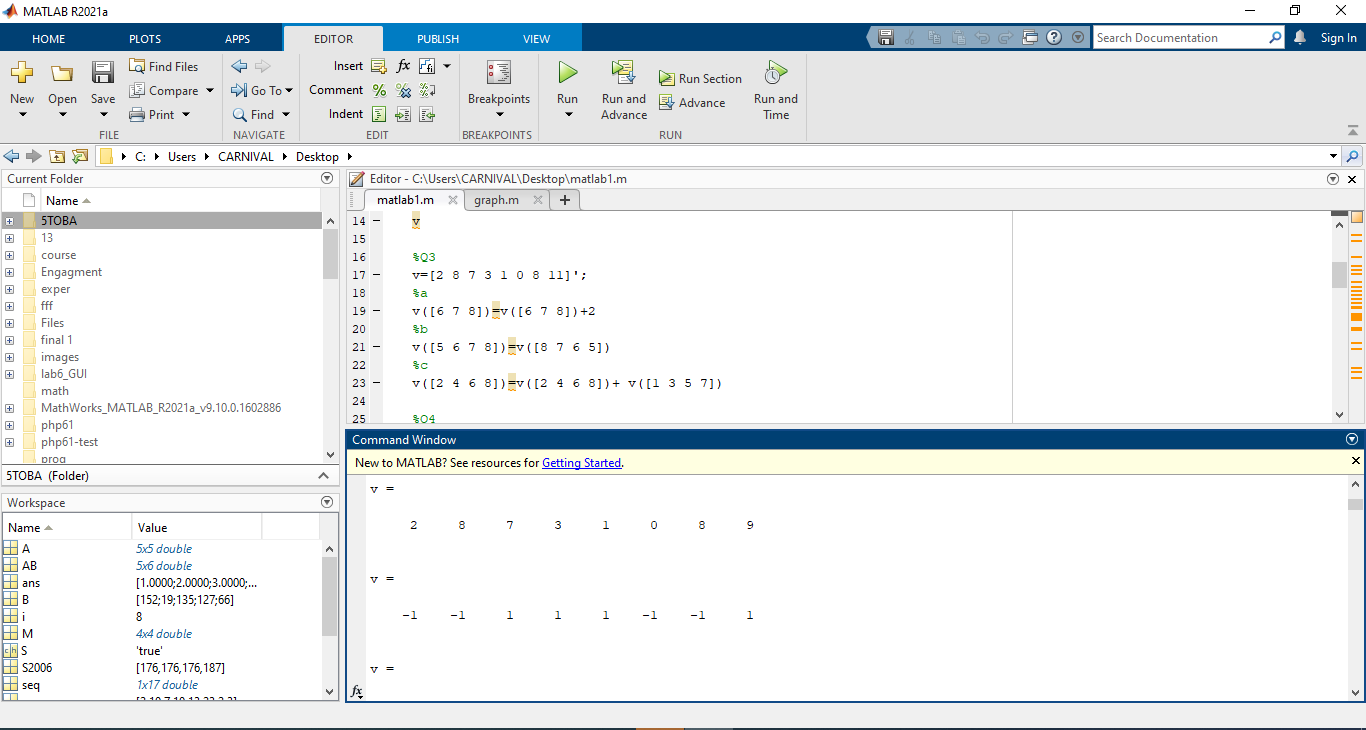 MATLAB R2021a
HOME PLOTS APPS EDITOR PUBLISH VIEW
Search Documentation
Sign In
New Open Save
Find Files
Compare
Print
FILE
Go To
Find
NAVIGATE
Insert fx
Comment
Indent
EDIT
Breakpoints
BREAKPOINTS
Run
Run and Advance
Run Section
Advance
Run and Time
RUN
C: Users CARNIVAL Desktop
Current Folder
Name
5TOBA
13
course
Engagment
exper
fff
Files
final 1
images
lab6_GUI
math
MathWorks_MATLAB_R2021a_v9.10.0.1602886
php61
php61-test
prog
5TOBA (Folder)
Workspace
Name Value
A 5x5 double
AB 5x6 double
ans [1.0000;2.0000;3.0000;...
B [152;19;135;127;66]
i 8
M 4x4 double
ch S 'true'
S2006 [176,176,176,187]
seq 1x17 double
Editor - C:\Users\CARNIVAL\Desktop\matlab1.m
matlab1.m graph.m
14 – v
15
16 %Q3
17 – v=[2 8 7 3 1 0 8 11]';
18 %a
19 – v([6 7 8])=v([6 7 8])+2
20 %b
21 – v([5 6 7 8])=v([8 7 6 5])
22 %c
23 – v([2 4 6 8])=v([2 4 6 8])+ v([1 3 5 7])
24
25 %Q4
Command Window
New to MATLAB? See resources for Getting Started.
v =
2 8 7 3 1 0 8 9
v =
-1 -1 1 1 1 -1 -1 1
v =
fx